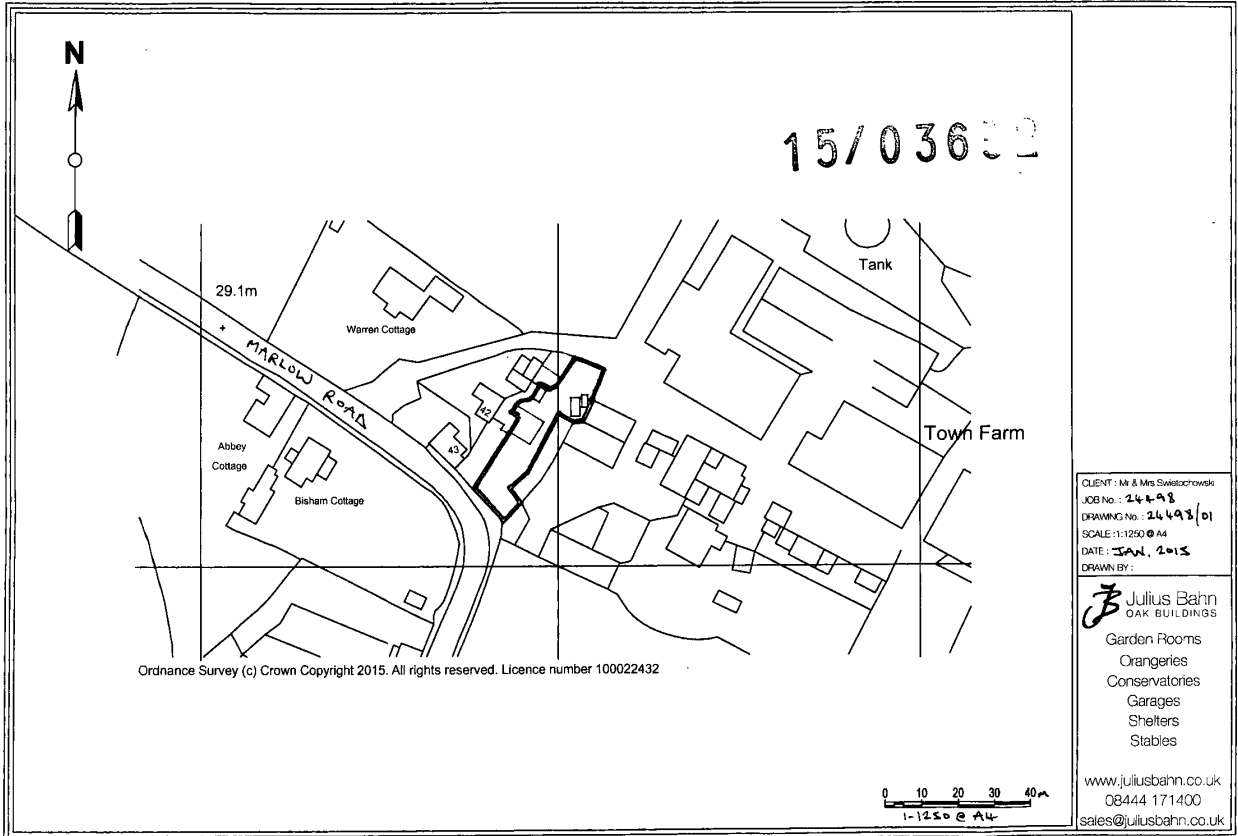 N
15/036
29.1m
Tank
Warren Cottage
MARLOW ROAD
42
43
Abbey
Cottage
Bisham Cottage
Town Farm
Ordnance Survey (c) Crown Copyright 2015. All rights reserved. Licence number 100022432
0 10 20 30 40m
1-1250 @ A4
CLIENT : Mr & Mrs Swietochowski
JOB No. : 24498
DRAWING No. : 24498/01
SCALE :1:1250 @ A4
DATE : JAN. 2015
DRAWN BY :
Julius Bahn
OAK BUILDINGS
Garden Rooms
Orangeries
Conservatories
Garages
Shelters
Stables
www.juliusbahn.co.uk
08444 171400
sales@juliusbahn.co.uk